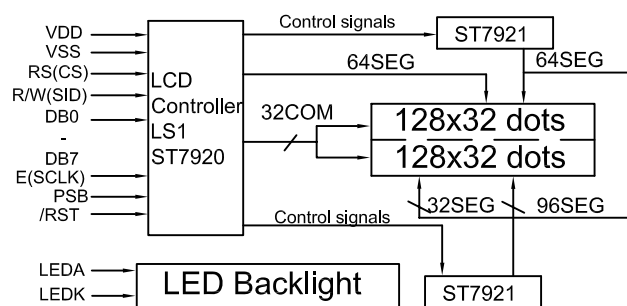 VDD
VSS
RS(CS)
R/W(SID)
DB0
-
DB7
E(SCLK)
PSB
/RST
LCD
Controller
LS1
ST7920
Control signals
ST7921
64SEG
64SEG
32COM
128x32 dots
128x32 dots
32SEG
96SEG
Control signals
ST7921
LEDA
LEDK
LED Backlight